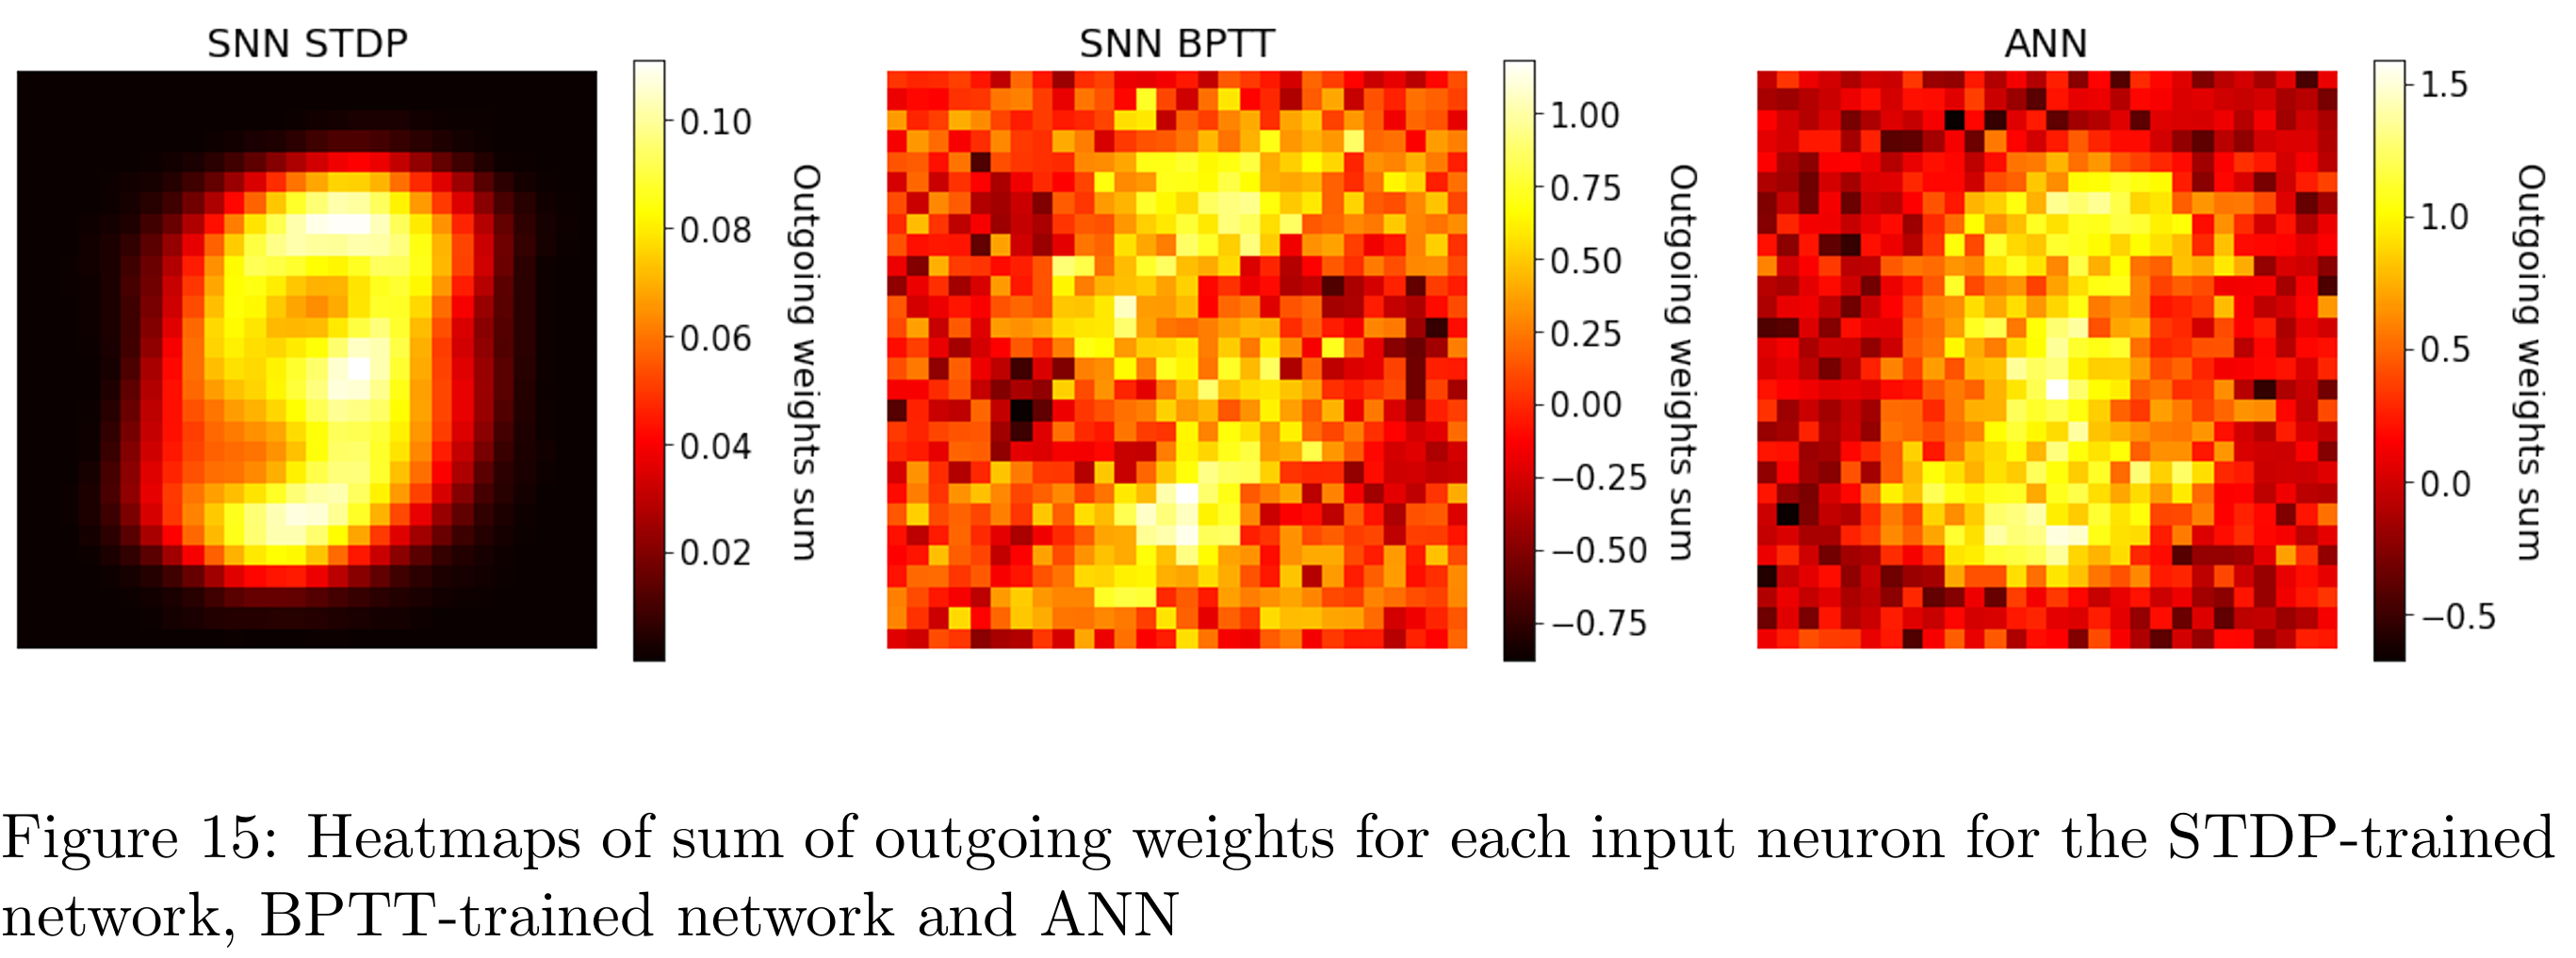 SNN STDP
0.10
0.08
0.06
0.04
0.02
Outgoing weights sum
SNN BPTT
1.00
0.75
0.50
0.25
0.00
−0.25
−0.50
−0.75
Outgoing weights sum
ANN
1.5
1.0
0.5
0.0
−0.5
Outgoing weights sum
Figure 15: Heatmaps of sum of outgoing weights for each input neuron for the STDP-trained
network, BPTT-trained network and ANN